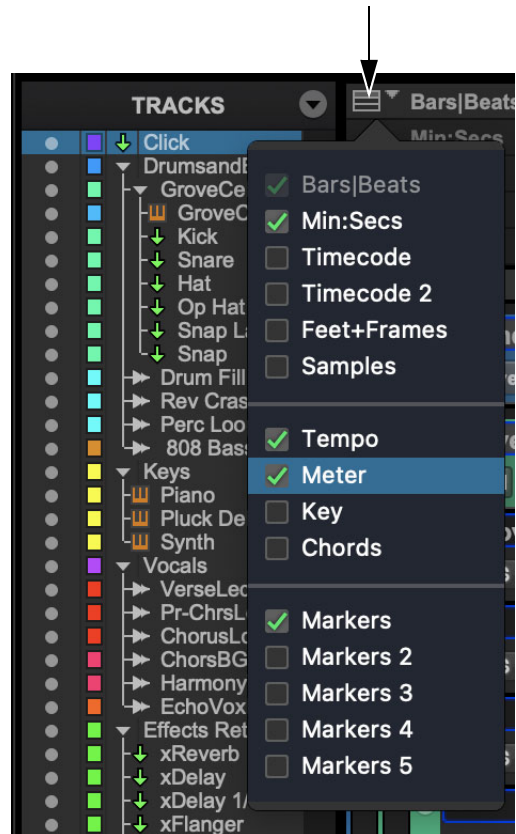 TRACKS
Bars|Beats
Min:Secs
Click
DrumsandB
GroveCe
GroveC
Kick
Snare
Hat
Op Hat
Snap La
Snap
Drum Fill
Rev Cras
Perc Loo
808 Bass
Keys
Piano
Pluck De
Synth
Vocals
VerseLed
Pr-ChrsL
ChorusLo
ChorsBG
Harmony
EchoVox
Effects Ret
xReverb
xDelay
xDelay 1/
xFlanger
Bars|Beats
Min:Secs
Timecode
Timecode 2
Feet+Frames
Samples
Tempo
Meter
Key
Chords
Markers
Markers 2
Markers 3
Markers 4
Markers 5